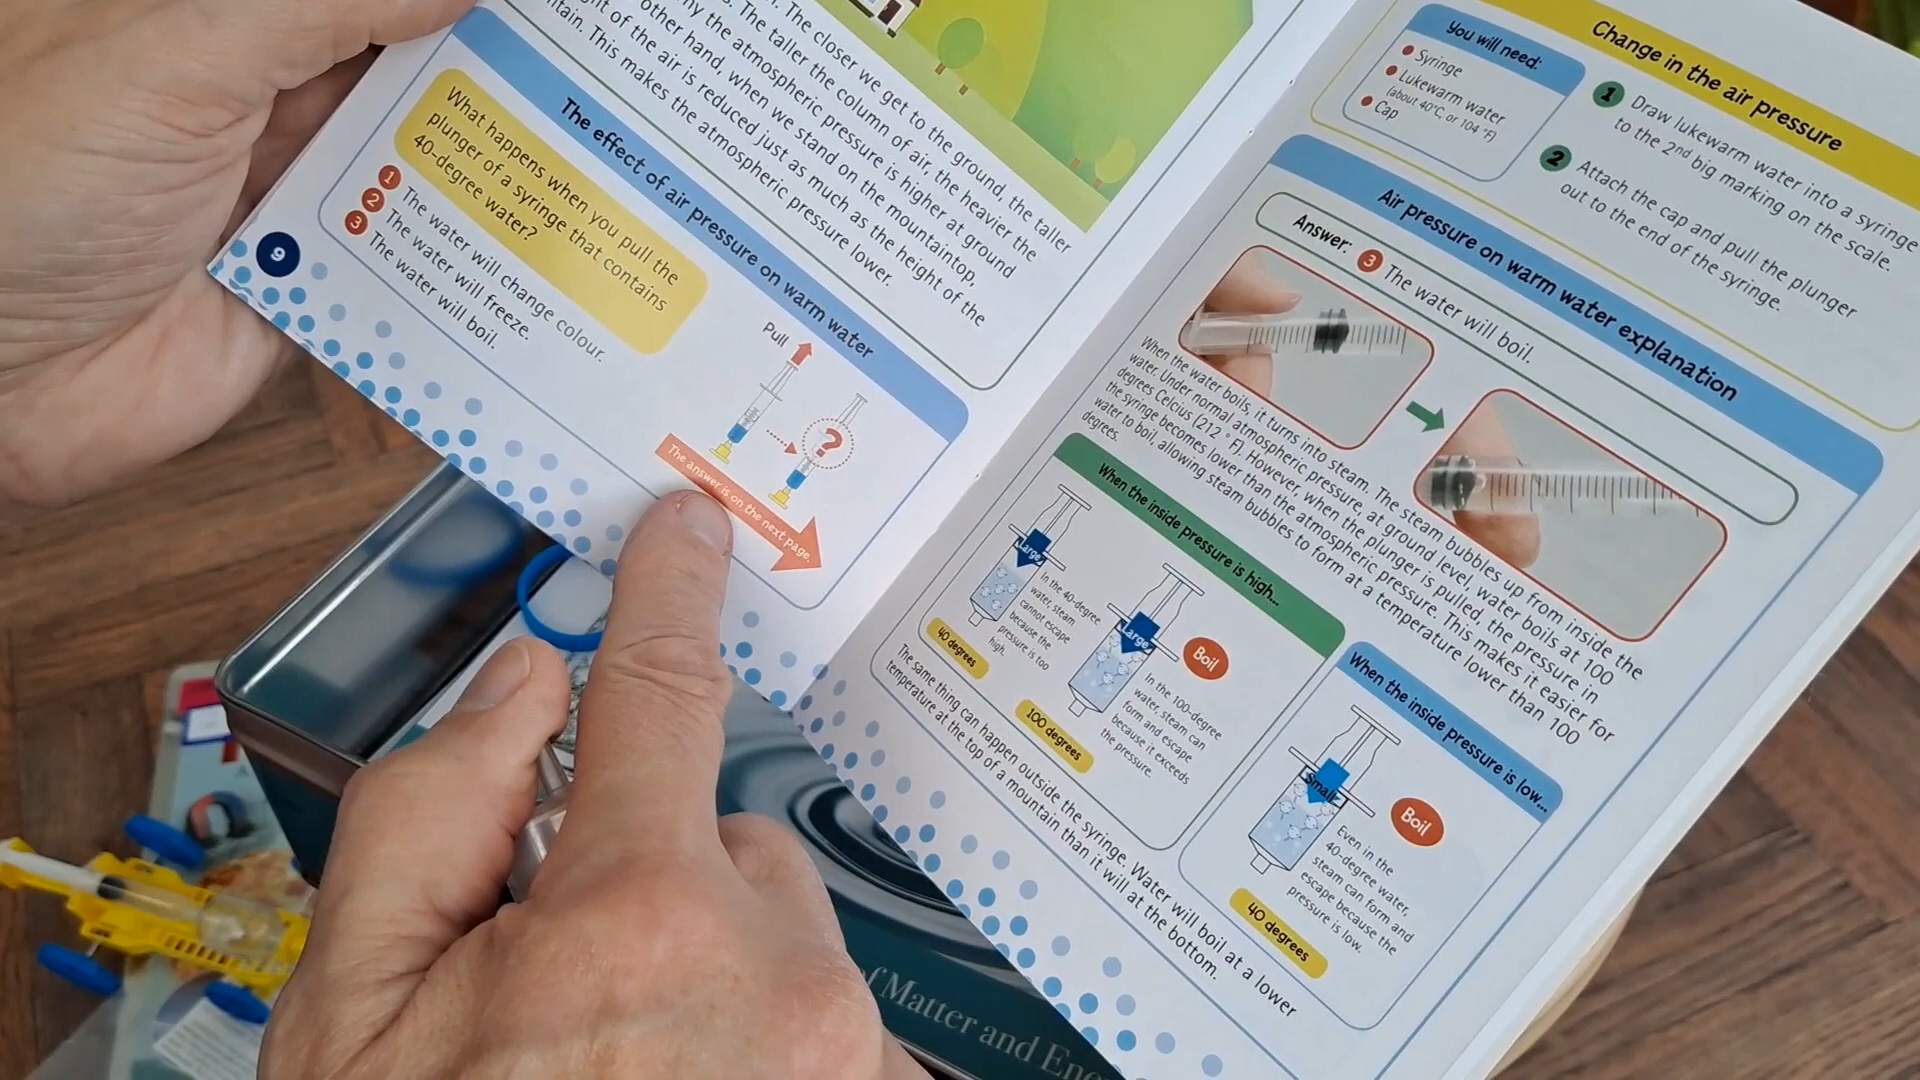 The closer we get to the ground, the taller
The taller the column of air, the heavier the
the atmospheric pressure is higher at ground
other hand, when we stand on the mountaintop,
of the air is reduced just as much as the height of the
This makes the atmospheric pressure lower.
The effect of air pressure on warm water
What happens when you pull the
plunger of a syringe that contains
40-degree water?
1 The water will change colour.
2 The water will freeze.
3 The water will boil.
Pull
?
The answer is on the next page.
9
Change in the air pressure
You will need:
Syringe
Lukewarm water
(about 40°C, or 104 °F)
Cap
1 Draw lukewarm water into a syringe
to the 2nd big marking on the scale.
2 Attach the cap and pull the plunger
out to the end of the syringe.
Air pressure on warm water explanation
Answer: 3 The water will boil.
When the water boils, it turns into steam. The steam bubbles up from inside the
water. Under normal atmospheric pressure, at ground level, water boils at 100
degrees Celcius (212 °F). However, when the plunger is pulled, the pressure in
the syringe becomes lower than the atmospheric pressure. This makes it easier for
water to boil, allowing steam bubbles to form at a temperature lower than 100
degrees.
When the inside pressure is high...
Large
In the 40-degree
water, steam
cannot escape
because the
pressure is too
high.
40 degrees
Large
Boil
In the 100-degree
water, steam can
form and escape
because it exceeds
the pressure.
100 degrees
When the inside pressure is low...
Small
Boil
Even in the
40-degree water,
steam can form and
escape because the
pressure is low.
40 degrees
The same thing can happen outside the syringe. Water will boil at a lower
temperature at the top of a mountain than it will at the bottom.
of Matter and Ene